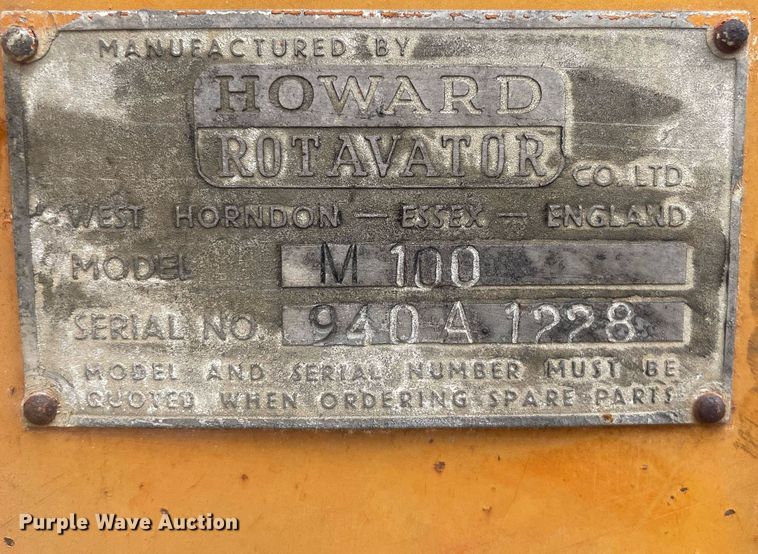 MANUFACTURED BY
HOWARD
ROTAVATOR
CO. LTD.
WEST HORNDON — ESSEX — ENGLAND
MODEL M 100
SERIAL NO. 940 A 1228
MODEL AND SERIAL NUMBER MUST BE
QUOTED WHEN ORDERING SPARE PARTS
Purple Wave Auction